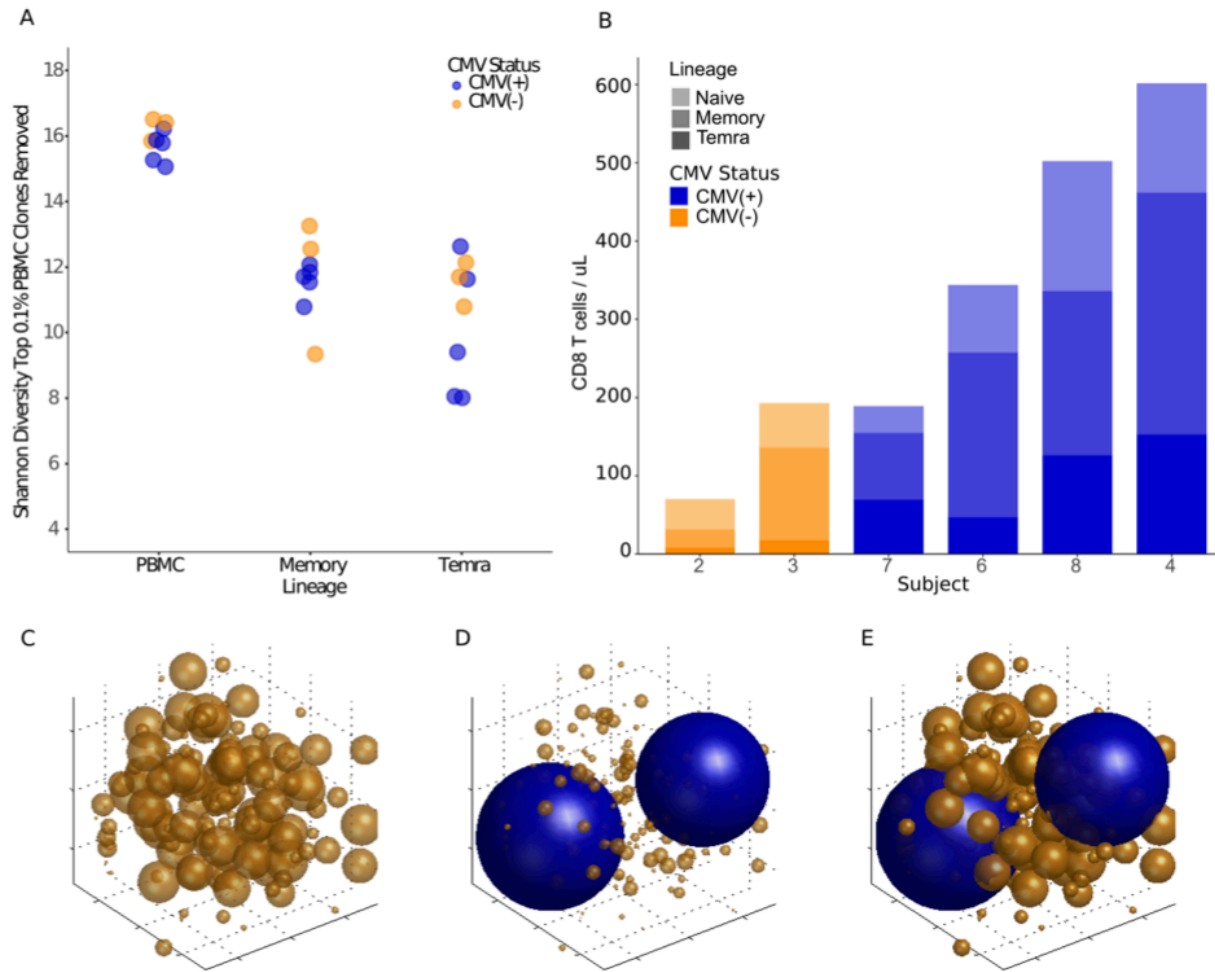 A
Shannon Diversity Top 0.1% PBMC Clones Removed
18
16
14
12
10
8
6
4
CMV Status
CMV(+)
CMV(-)
PBMC
Memory
Temra
Lineage
B
CD8 T cells / uL
600
500
400
300
200
100
0
Lineage
Naive
Memory
Temra
CMV Status
CMV(+)
CMV(-)
2
3
7
6
8
4
Subject
C
D
E